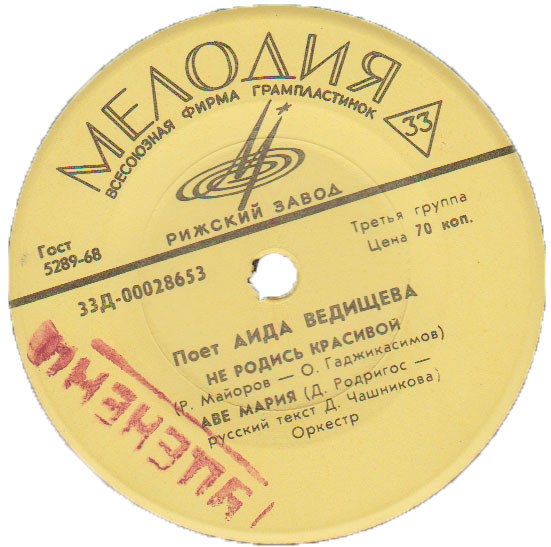 МЕЛОДИЯ
ВСЕСОЮЗНАЯ ФИРМА ГРАМПЛАСТИНОК
33
РИЖСКИЙ ЗАВОД
Гост
5289-68
Третья группа
Цена 70 коп.
33Д-00028653
Поет АИДА ВЕДИЩЕВА
НЕ РОДИСЬ КРАСИВОЙ
(Р. Майоров — О. Гаджикасимов)
АВЕ МАРИЯ (Д. Родригос —
русский текст Д. Чашникова)
Оркестр